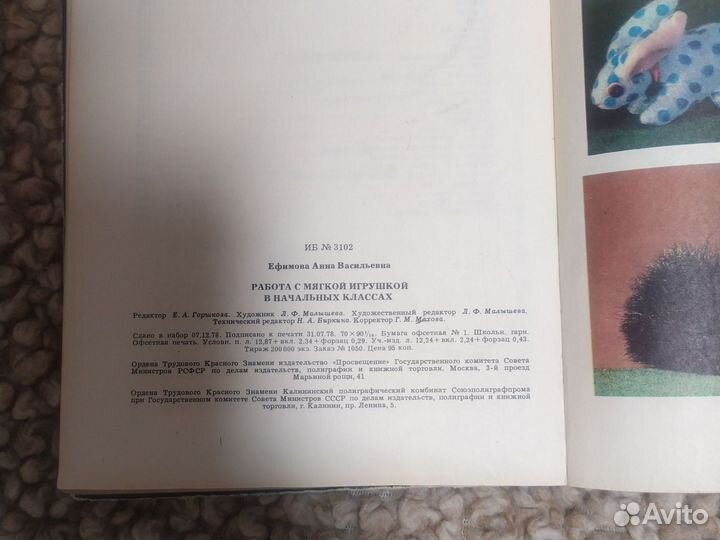 ИБ № 3102
Ефимова Анна Васильевна
РАБОТА С МЯГКОЙ ИГРУШКОЙ
В НАЧАЛЬНЫХ КЛАССАХ
Редактор Е. А. Горшкова. Художник Л. Ф. Малышева. Художественный редактор Л. Ф. Малышева.
Технический редактор Н. А. Биркина. Корректор Г. М. Махова.
Сдано в набор 07.12.78. Подписано к печати 31.07.78. 70×90 1/16. Бумага офсетная № 1. Школьн. гарн.
Офсетная печать. Условн. п. л. 12,87 + вкл. 2,34 + форзац 0,29. Уч.-изд. л. 12,24 + вкл. 2,24 + форзац 0,43.
Тираж 200 000 экз. Заказ № 1050. Цена 95 коп.
Ордена Трудового Красного Знамени издательство «Просвещение» Государственного комитета Совета
Министров РСФСР по делам издательств, полиграфии и книжной торговли. Москва, 3-й проезд
Марьиной рощи, 41
Ордена Трудового Красного Знамени Калининский полиграфический комбинат Союзполиграфпрома
при Государственном комитете Совета Министров СССР по делам издательств, полиграфии и книжной
торговли, г. Калинин, пр. Ленина, 5.
Avito